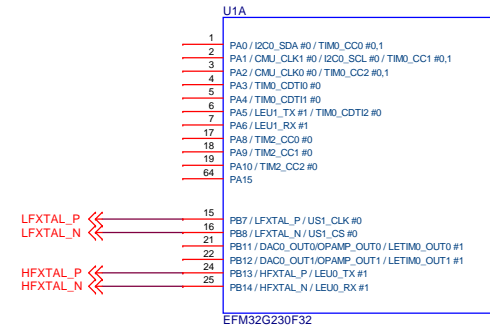 U1A
1 PA0 / I2C0_SDA #0 / TIM0_CC0 #0,1
2 PA1 / CMU_CLK1 #0 / I2C0_SCL #0 / TIM0_CC1 #0,1
3 PA2 / CMU_CLK0 #0 / TIM0_CC2 #0,1
4 PA3 / TIM0_CDTI0 #0
5 PA4 / TIM0_CDTI1 #0
6 PA5 / LEU1_TX #1 / TIM0_CDTI2 #0
7 PA6 / LEU1_RX #1
17 PA8 / TIM2_CC0 #0
18 PA9 / TIM2_CC1 #0
19 PA10 / TIM2_CC2 #0
64 PA15
LFXTAL_P 15 PB7 / LFXTAL_P / US1_CLK #0
LFXTAL_N 16 PB8 / LFXTAL_N / US1_CS #0
21 PB11 / DAC0_OUT0/OPAMP_OUT0 / LETIM0_OUT0 #1
22 PB12 / DAC0_OUT1/OPAMP_OUT1 / LETIM0_OUT1 #1
HFXTAL_P 24 PB13 / HFXTAL_P / LEU0_TX #1
HFXTAL_N 25 PB14 / HFXTAL_N / LEU0_RX #1
EFM32G230F32